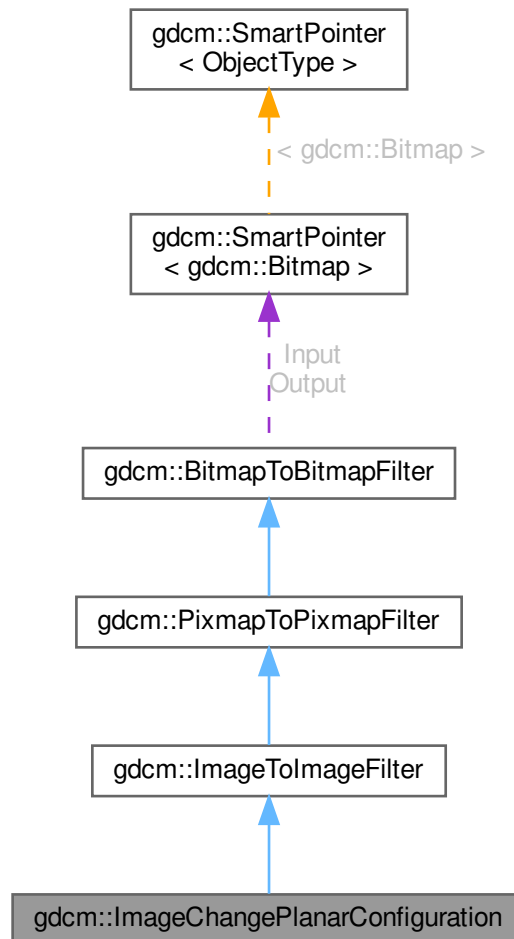 gdcm::SmartPointer
< ObjectType >
< gdcm::Bitmap >
gdcm::SmartPointer
< gdcm::Bitmap >
Input
Output
gdcm::BitmapToBitmapFilter
gdcm::PixmapToPixmapFilter
gdcm::ImageToImageFilter
gdcm::ImageChangePlanarConfiguration